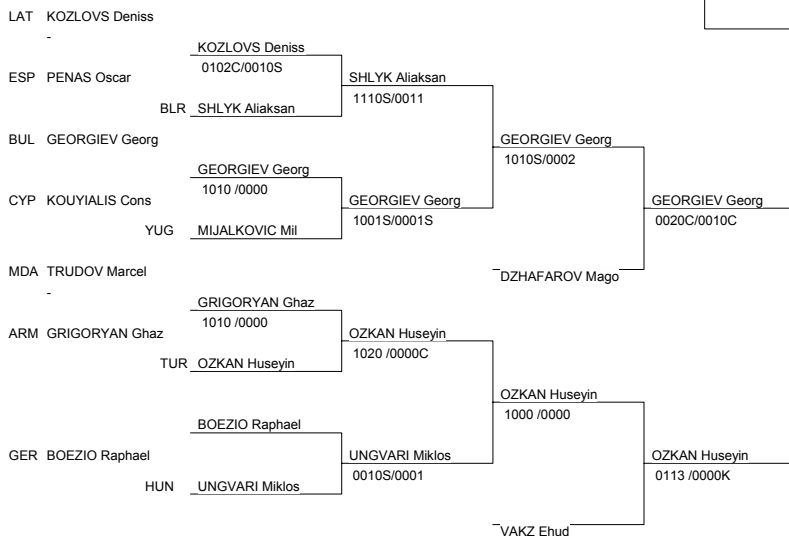 LAT KOZLOVS Deniss
-
KOZLOVS Deniss
0102C/0010S
ESP PENAS Oscar
SHLYK Aliaksan
1110S/0011
BLR SHLYK Aliaksan
BUL GEORGIEV Georg
GEORGIEV Georg
1010S/0002
GEORGIEV Georg
1010 /0000
CYP KOUYIALIS Cons
GEORGIEV Georg
1001S/0001S
GEORGIEV Georg
0020C/0010C
YUG MIJALKOVIC Mil
MDA TRUDOV Marcel
-
DZHAFAROV Mago
GRIGORYAN Ghaz
1010 /0000
ARM GRIGORYAN Ghaz
OZKAN Huseyin
1020 /0000C
TUR OZKAN Huseyin
OZKAN Huseyin
1000 /0000
BOEZIO Raphael
GER BOEZIO Raphael
UNGVARI Miklos
0010S/0001
OZKAN Huseyin
0113 /0000K
HUN UNGVARI Miklos
VAKZ Ehud